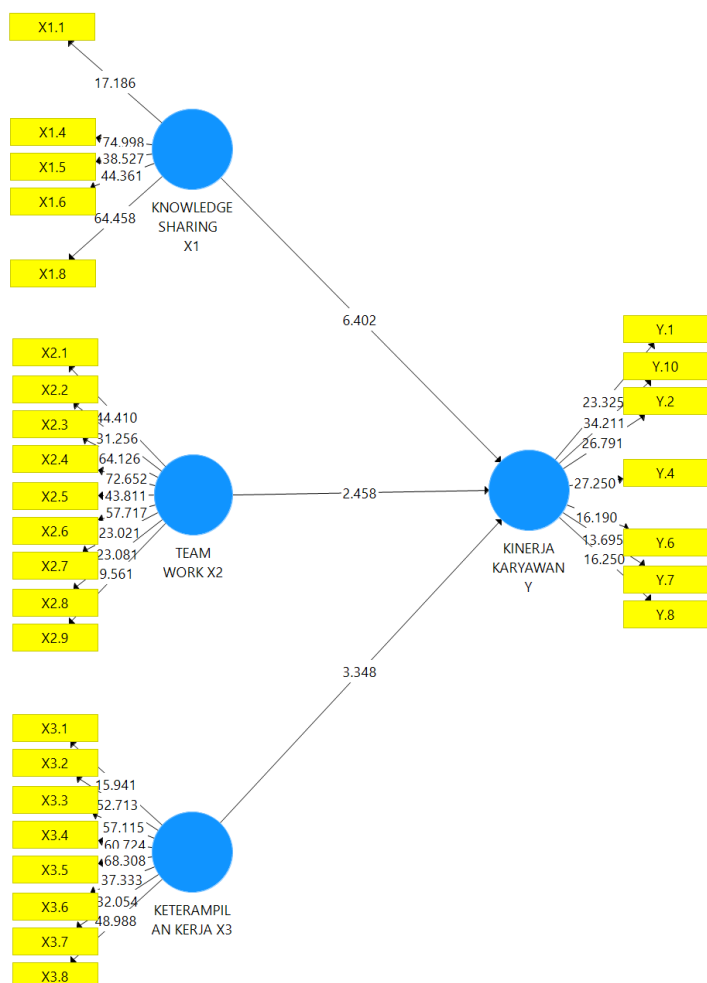 X1.1
17.186
X1.4
74.998
X1.5
38.527
X1.6
44.361
64.458
X1.8
KNOWLEDGE
SHARING
X1
6.402
X2.1
X2.2
X2.3
X2.4
X2.5
X2.6
X2.7
X2.8
X2.9
44.410
31.256
64.126
72.652
43.811
57.717
23.021
23.081
9.561
TEAM
WORK X2
2.458
Y.1
Y.10
Y.2
Y.4
Y.6
Y.7
Y.8
23.325
34.211
26.791
27.250
16.190
13.695
16.250
KINERJA
KARYAWAN
Y
3.348
X3.1
X3.2
X3.3
X3.4
X3.5
X3.6
X3.7
X3.8
15.941
52.713
57.115
60.724
68.308
37.333
32.054
48.988
KETERAMPIL
AN KERJA X3